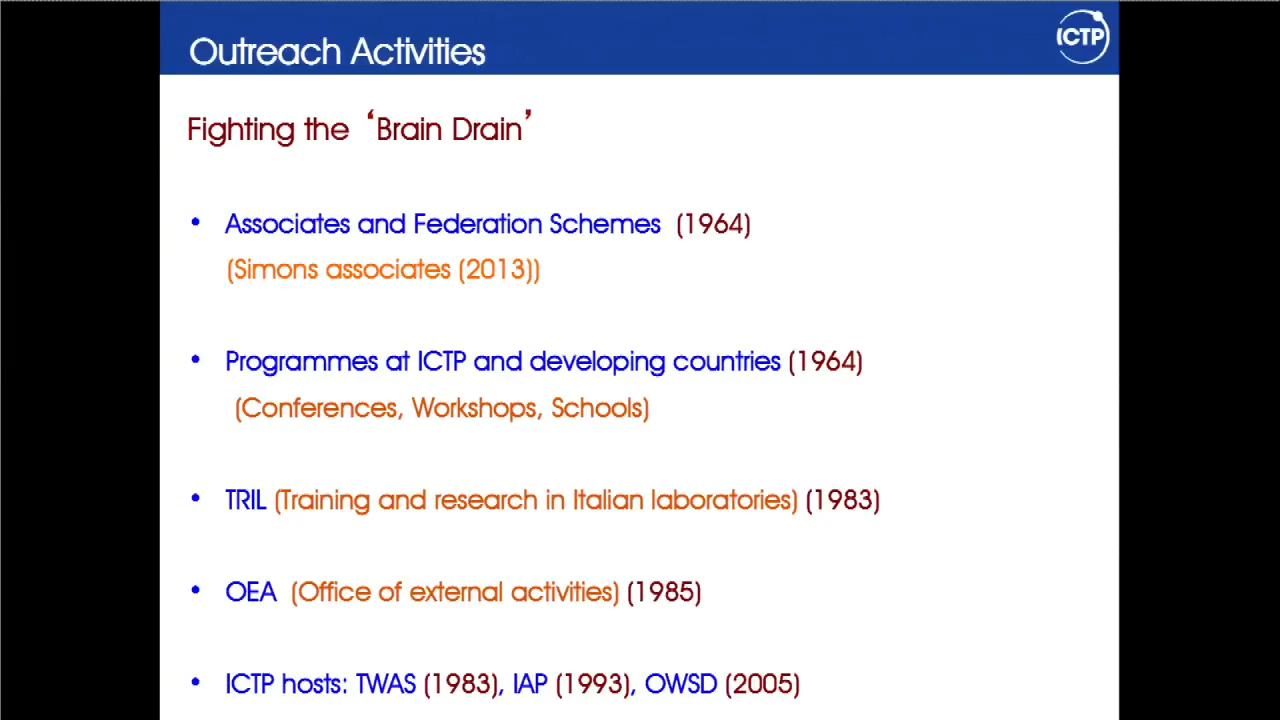 Outreach Activities
ICTP
Fighting the ‘Brain Drain’
• Associates and Federation Schemes (1964)
(Simons associates (2013))
• Programmes at ICTP and developing countries (1964)
(Conferences, Workshops, Schools)
• TRIL (Training and research in Italian laboratories) (1983)
• OEA (Office of external activities) (1985)
• ICTP hosts: TWAS (1983), IAP (1993), OWSD (2005)